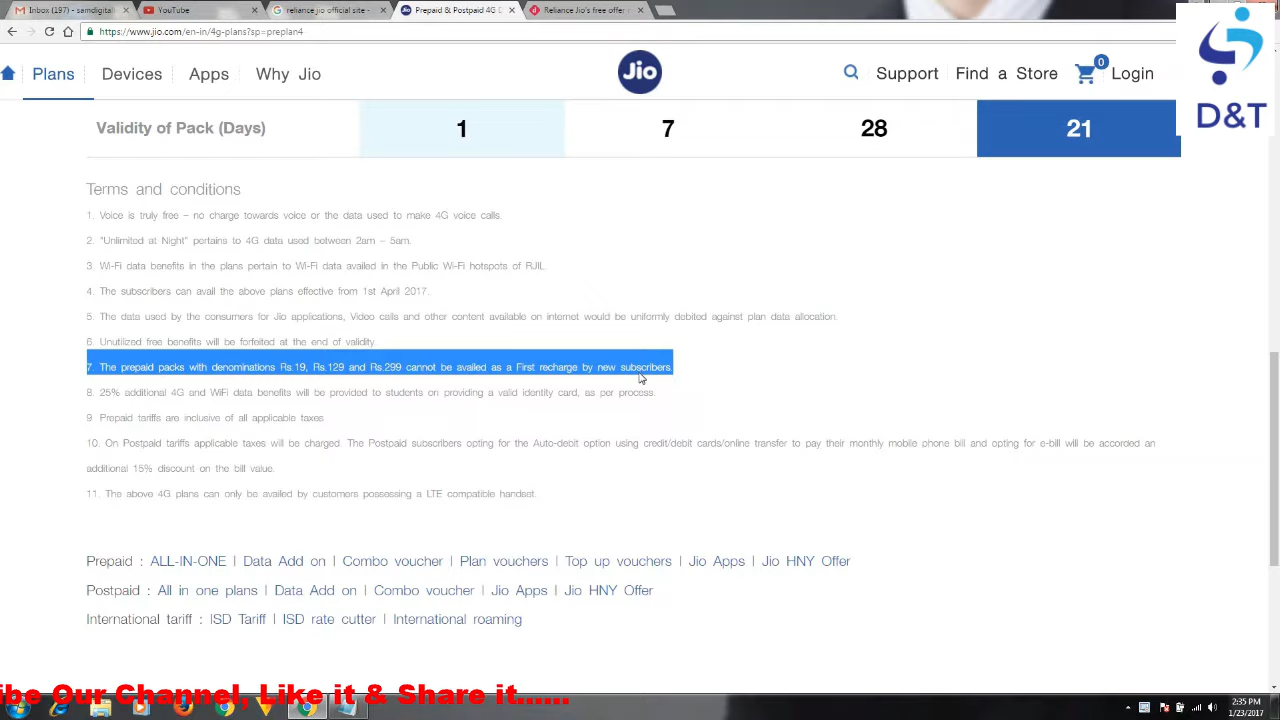 Inbox (197) - samdigital
YouTube
reliance jio official site -
Prepaid & Postpaid 4G D
Reliance Jio's free offer
https://www.jio.com/en-in/4g-plans?sp=preplan4
Plans Devices Apps Why Jio Jio Support Find a Store 0 Login
D&T
Validity of Pack (Days) 1 7 28 21
Terms and conditions
1. Voice is truly free – no charge towards voice or the data used to make 4G voice calls.
2. "Unlimited at Night" pertains to 4G data used between 2am – 5am.
3. Wi-Fi data benefits in the plans pertain to Wi-Fi data availed in the Public Wi-Fi hotspots of RJIL.
4. The subscribers can avail the above plans effective from 1st April 2017.
5. The data used by the consumers for Jio applications, Video calls and other content available on internet would be uniformly debited against plan data allocation.
6. Unutilized free benefits will be forfeited at the end of validity.
7. The prepaid packs with denominations Rs.19, Rs.129 and Rs.299 cannot be availed as a First recharge by new subscribers.
8. 25% additional 4G and WiFi data benefits will be provided to students on providing a valid identity card, as per process.
9 Prepaid tariffs are inclusive of all applicable taxes
10. On Postpaid tariffs applicable taxes will be charged. The Postpaid subscribers opting for the Auto-debit option using credit/debit cards/online transfer to pay their monthly mobile phone bill and opting for e-bill will be accorded an
additional 15% discount on the bill value.
11. The above 4G plans can only be availed by customers possessing a LTE compatible handset.
Prepaid : ALL-IN-ONE | Data Add on | Combo voucher | Plan vouchers | Top up vouchers | Jio Apps | Jio HNY Offer
Postpaid : All in one plans | Data Add on | Combo voucher | Jio Apps | Jio HNY Offer
International tariff : ISD Tariff | ISD rate cutter | International roaming
ibe Our Channel, Like it & Share it......
2:35 PM
1/23/2017